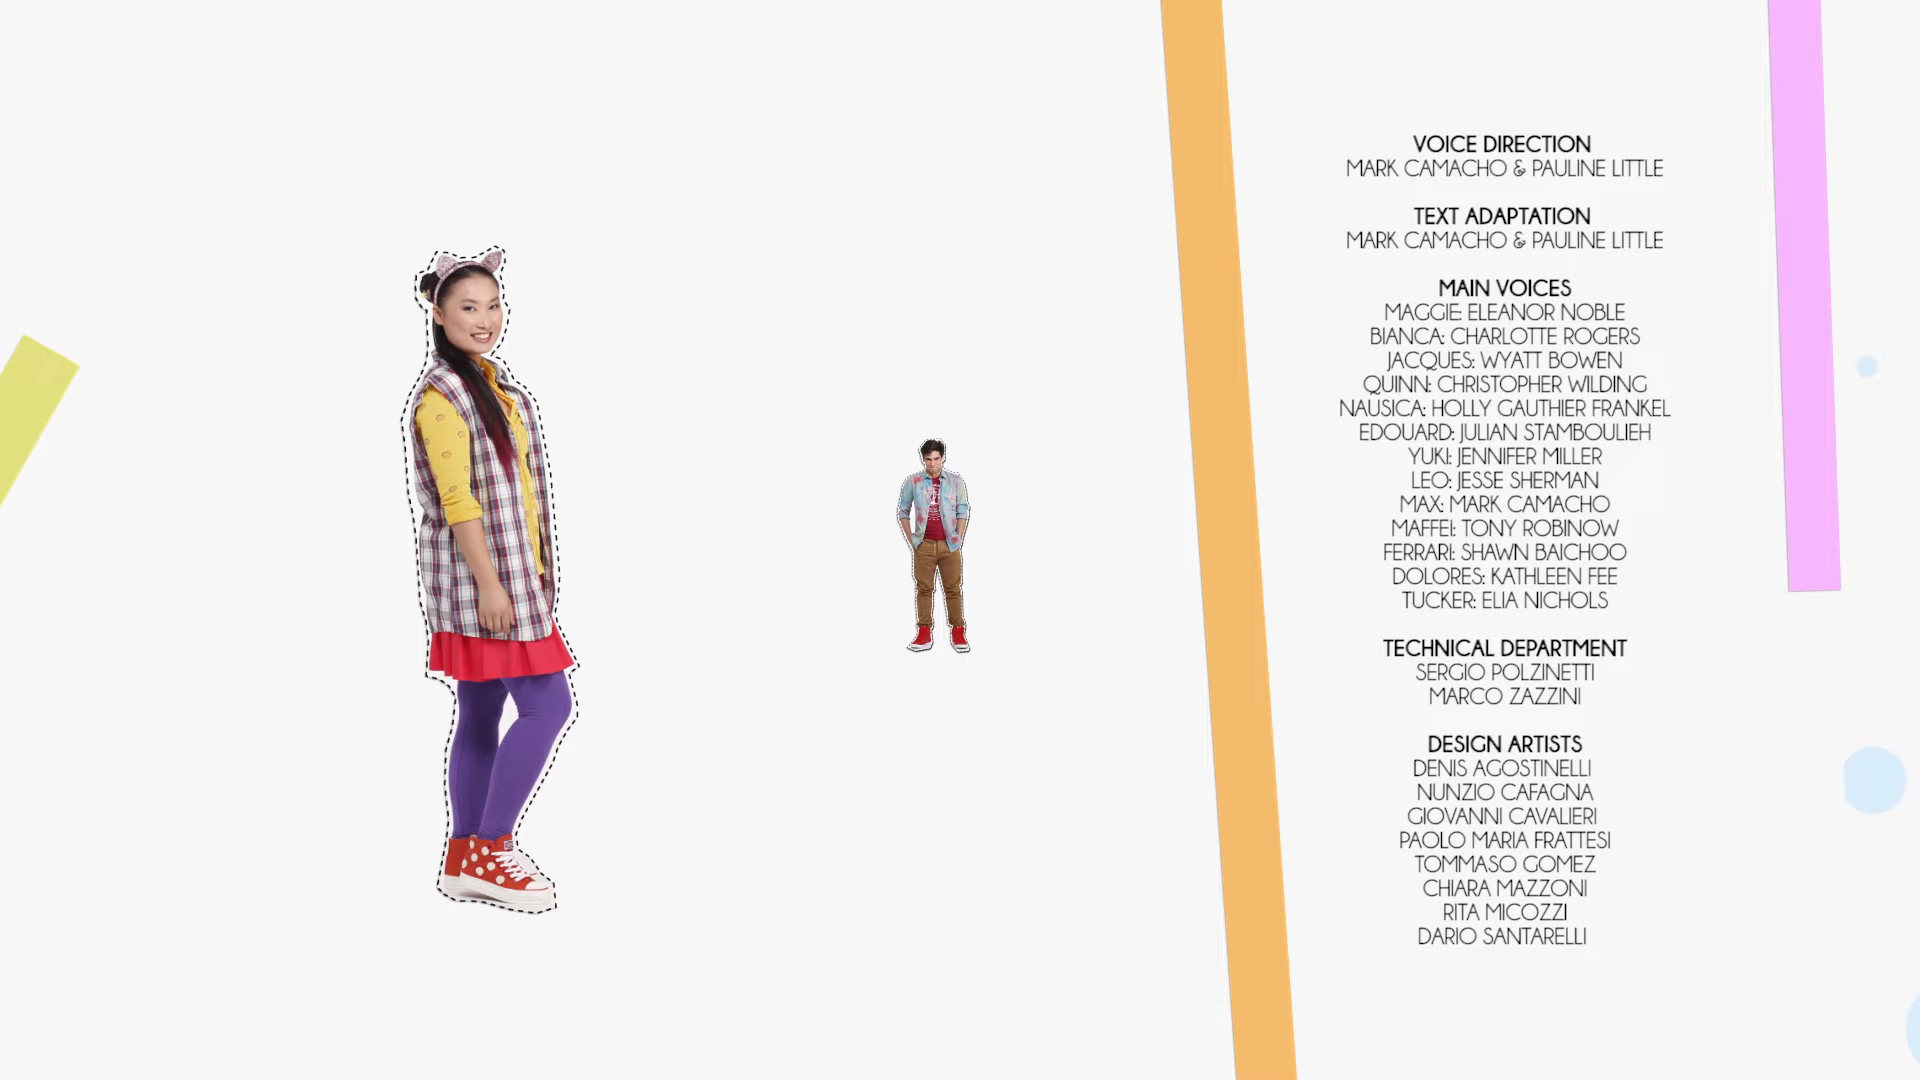 VOICE DIRECTION
MARK CAMACHO & PAULINE LITTLE
TEXT ADAPTATION
MARK CAMACHO & PAULINE LITTLE
MAIN VOICES
MAGGIE: ELEANOR NOBLE
BIANCA: CHARLOTTE ROGERS
JACQUES: WYATT BOWEN
QUINN: CHRISTOPHER WILDING
NAUSICA: HOLLY GAUTHIER FRANKEL
EDOUARD: JULIAN STAMBOULIEH
YUKI: JENNIFER MILLER
LEO: JESSE SHERMAN
MAX: MARK CAMACHO
MAFFEI: TONY ROBINOW
FERRARI: SHAWN BAICHOO
DOLORES: KATHLEEN FEE
TUCKER: ELIA NICHOLS
TECHNICAL DEPARTMENT
SERGIO POLZINETTI
MARCO ZAZZINI
DESIGN ARTISTS
DENIS AGOSTINELLI
NUNZIO CAFAGNA
GIOVANNI CAVALIERI
PAOLO MARIA FRATTESI
TOMMASO GOMEZ
CHIARA MAZZONI
RITA MICOZZI
DARIO SANTARELLI